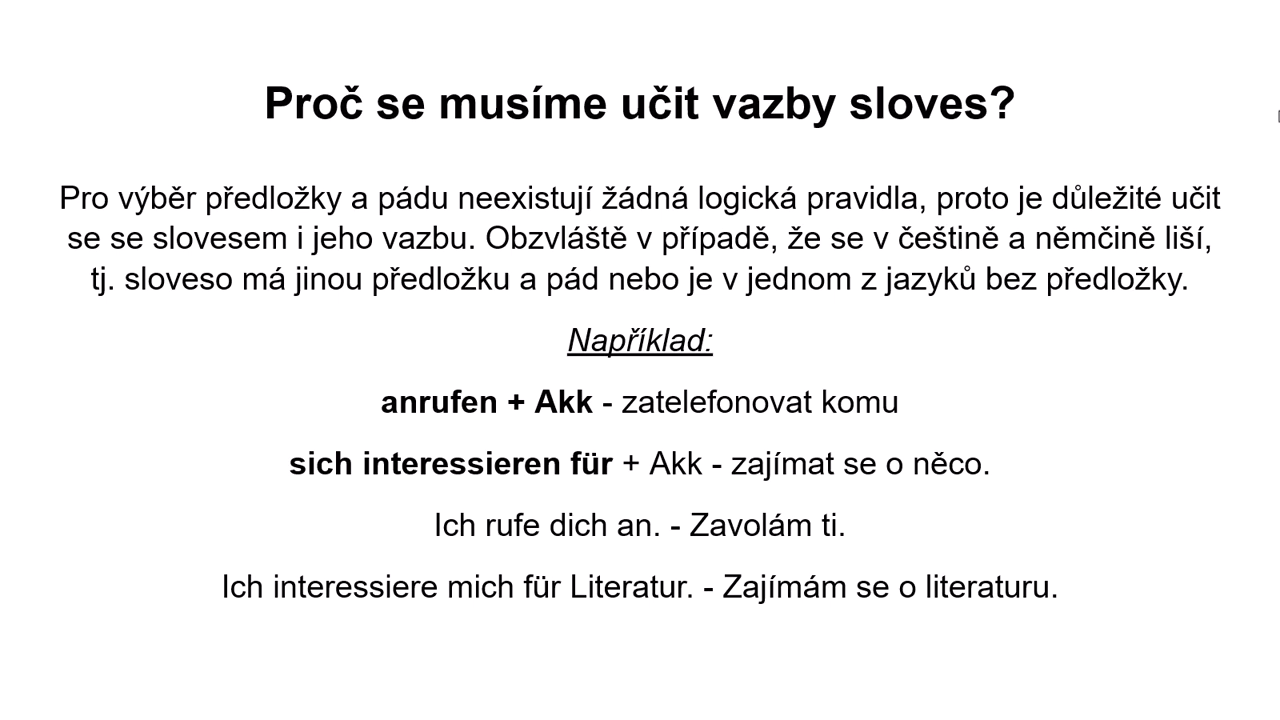 Proč se musíme učit vazby sloves?
Pro výběr předložky a pádu neexistují žádná logická pravidla, proto je důležité učit
se se slovesem i jeho vazbu. Obzvláště v případě, že se v češtině a němčině liší,
tj. sloveso má jinou předložku a pád nebo je v jednom z jazyků bez předložky.
Například:
anrufen + Akk - zatelefonovat komu
sich interessieren für + Akk - zajímat se o něco.
Ich rufe dich an. - Zavolám ti.
Ich interessiere mich für Literatur. - Zajímám se o literaturu.